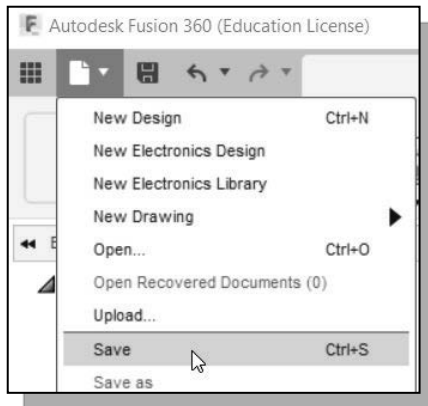 Autodesk Fusion 360 (Education License)
New Design Ctrl+N
New Electronics Design
New Electronics Library
New Drawing
Open... Ctrl+O
Open Recovered Documents (0)
Upload...
Save Ctrl+S
Save as